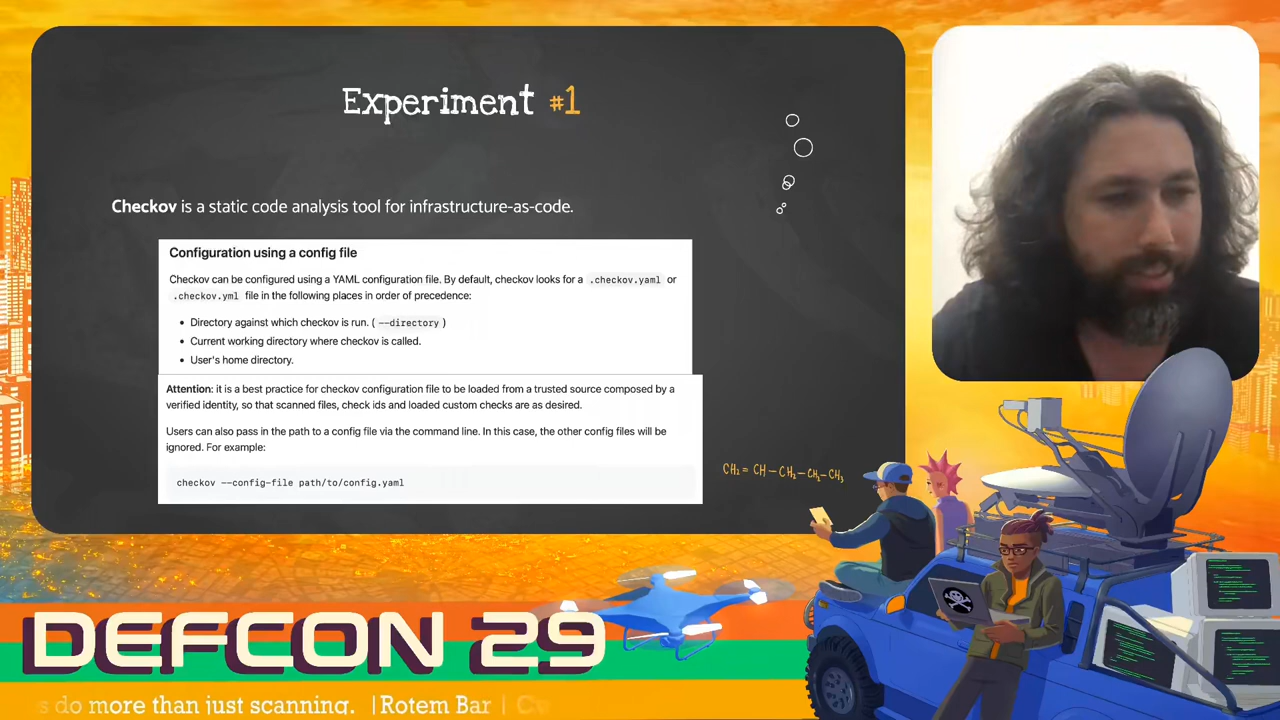 Experiment #1
Checkov is a static code analysis tool for infrastructure-as-code.
Configuration using a config file
Checkov can be configured using a YAML configuration file. By default, checkov looks for a .checkov.yaml or
.checkov.yml file in the following places in order of precedence:
• Directory against which checkov is run. ( --directory )
• Current working directory where checkov is called.
• User's home directory.
Attention: it is a best practice for checkov configuration file to be loaded from a trusted source composed by a
verified identity, so that scanned files, check ids and loaded custom checks are as desired.
Users can also pass in the path to a config file via the command line. In this case, the other config files will be
ignored. For example:
checkov --config-file path/to/config.yaml
CH2 = CH — CH2 — CH2 — CH3
DEFCON 29
s do more than just scanning. | Rotem Bar |